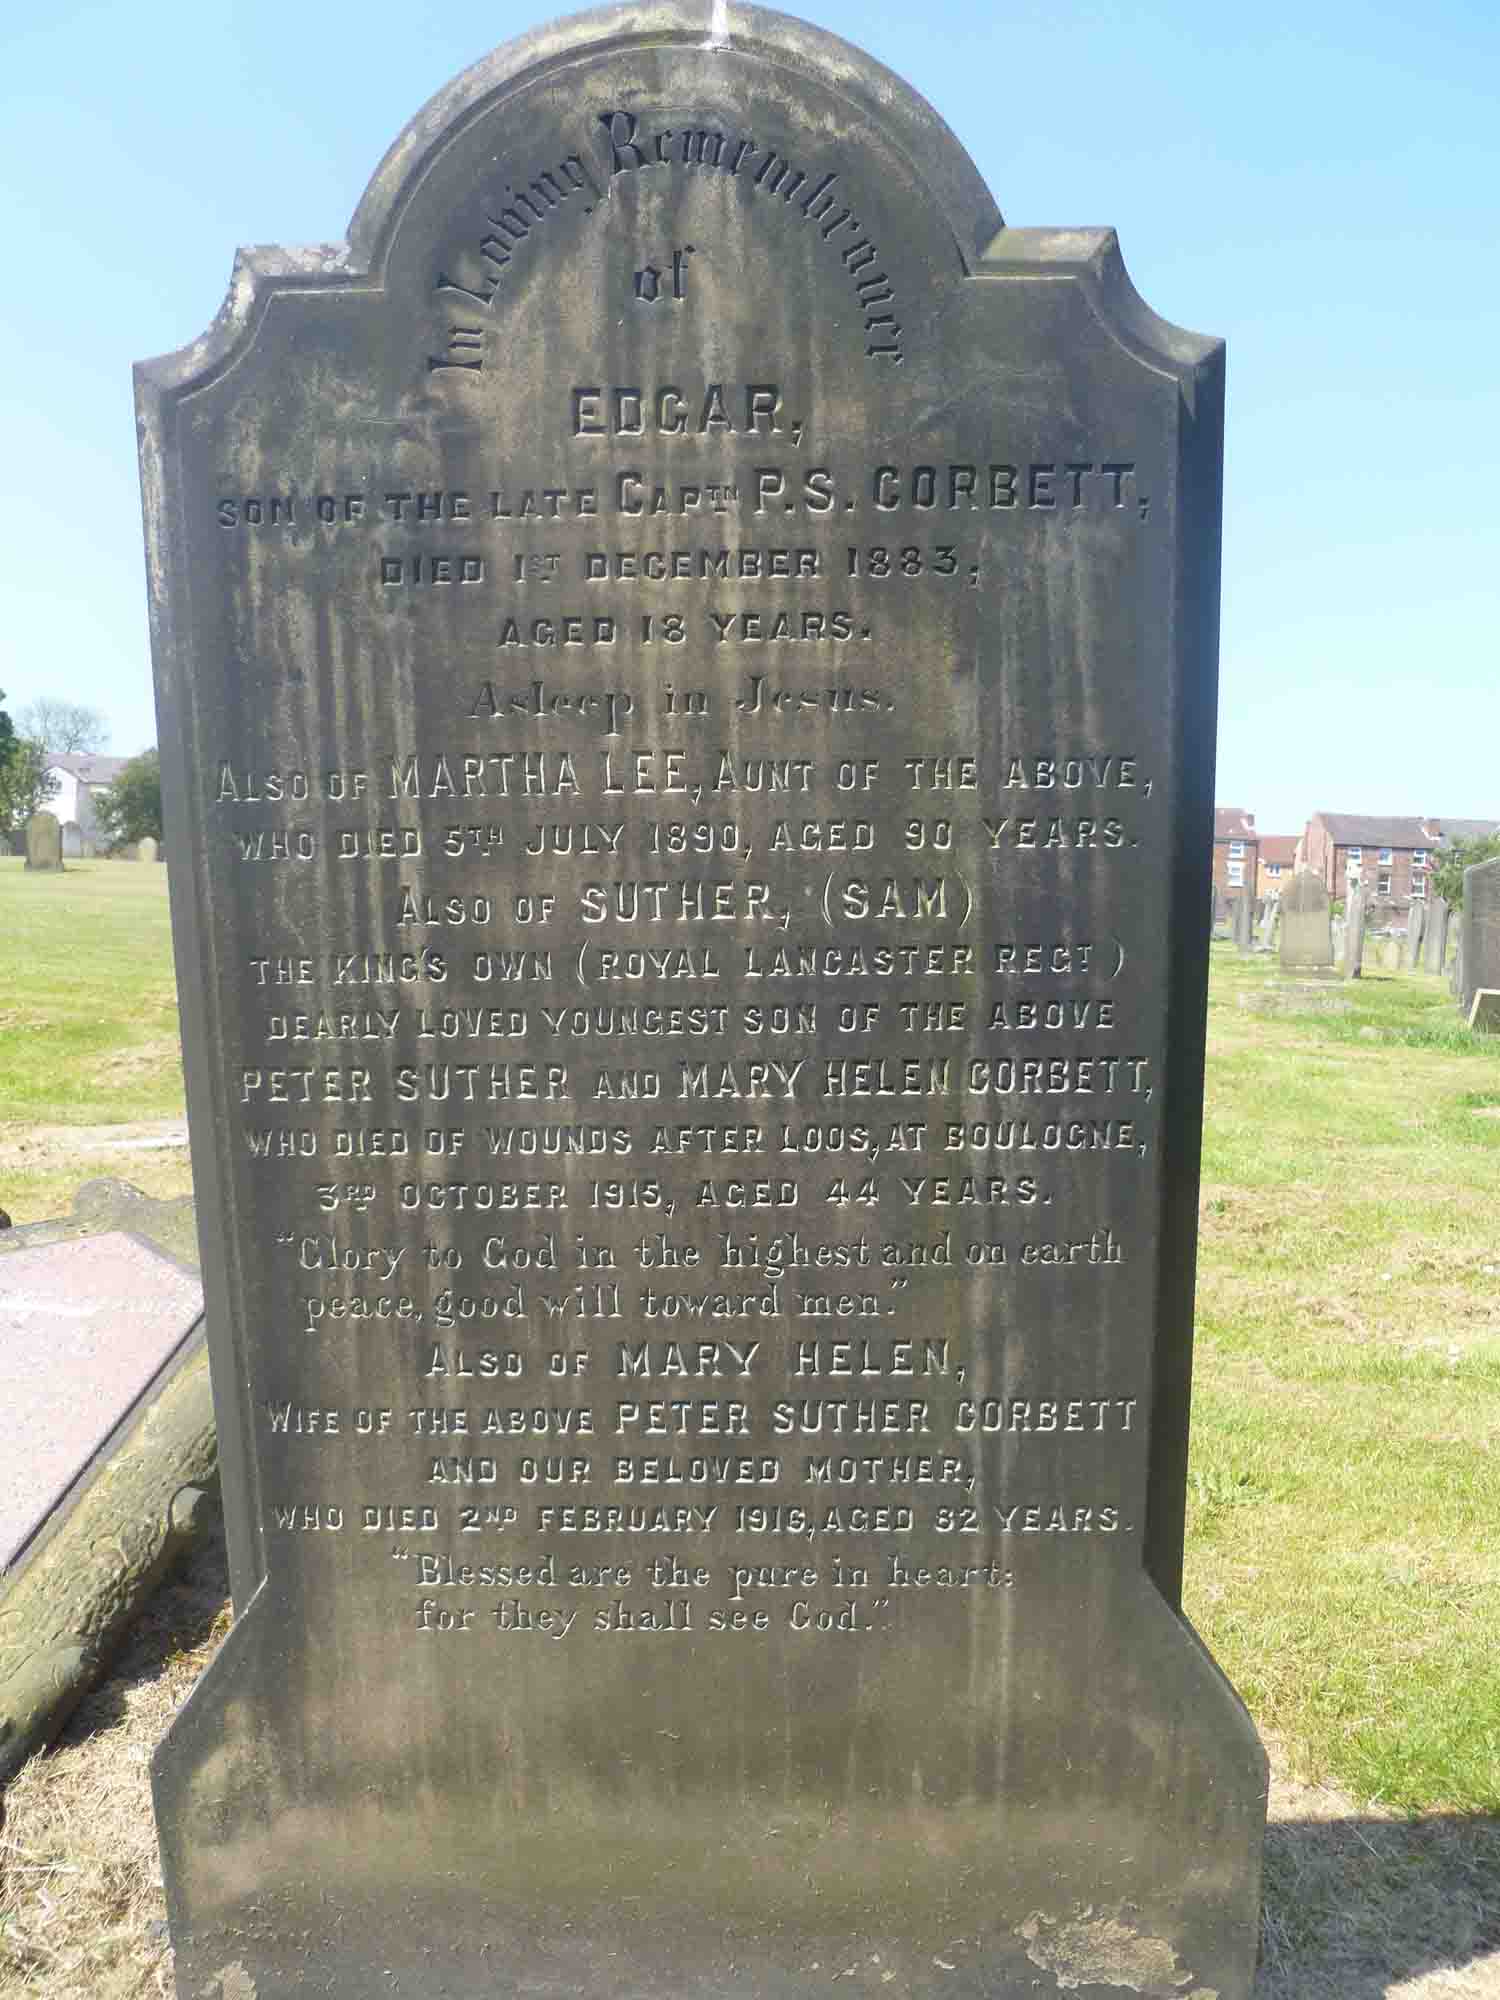 In Loving Remembrance
of
EDGAR,
SON OF THE LATE CAPTN P.S. CORBETT,
DIED 1ST DECEMBER 1883,
AGED 18 YEARS.
Asleep in Jesus.
ALSO OF MARTHA LEE, AUNT OF THE ABOVE,
WHO DIED 5TH JULY 1890, AGED 90 YEARS.
ALSO OF SUTHER, (SAM)
THE KING'S OWN (ROYAL LANCASTER REGT)
DEARLY LOVED YOUNGEST SON OF THE ABOVE
PETER SUTHER AND MARY HELEN CORBETT,
WHO DIED OF WOUNDS AFTER LOOS, AT BOULOGNE,
3RD OCTOBER 1915, AGED 44 YEARS.
"Glory to God in the highest and on earth
peace, good will toward men."
ALSO OF MARY HELEN,
WIFE OF THE ABOVE PETER SUTHER CORBETT
AND OUR BELOVED MOTHER,
WHO DIED 2ND FEBRUARY 1916, AGED 82 YEARS.
"Blessed are the pure in heart:
for they shall see God."